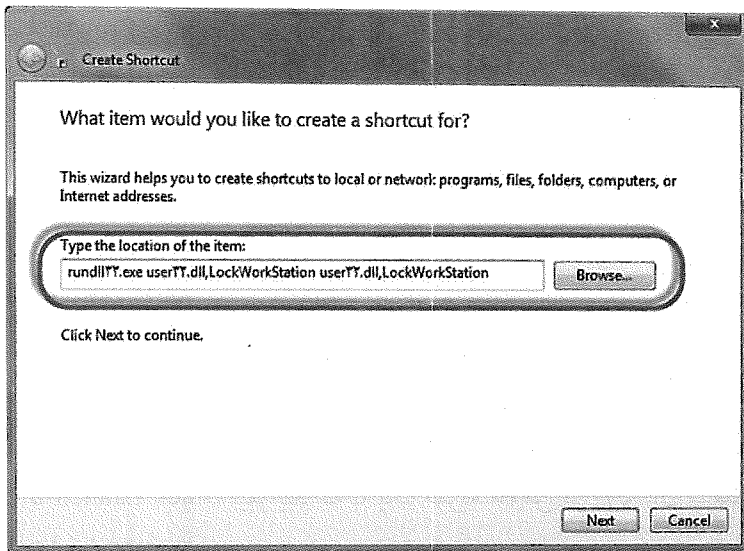 Create Shortcut
What item would you like to create a shortcut for?
This wizard helps you to create shortcuts to local or network programs, files, folders, computers, or
Internet addresses.
Type the location of the item:
rundll۳۲.exe user۳۲.dll,LockWorkStation user۳۲.dll,LockWorkStation
Browse...
Click Next to continue.
Next
Cancel